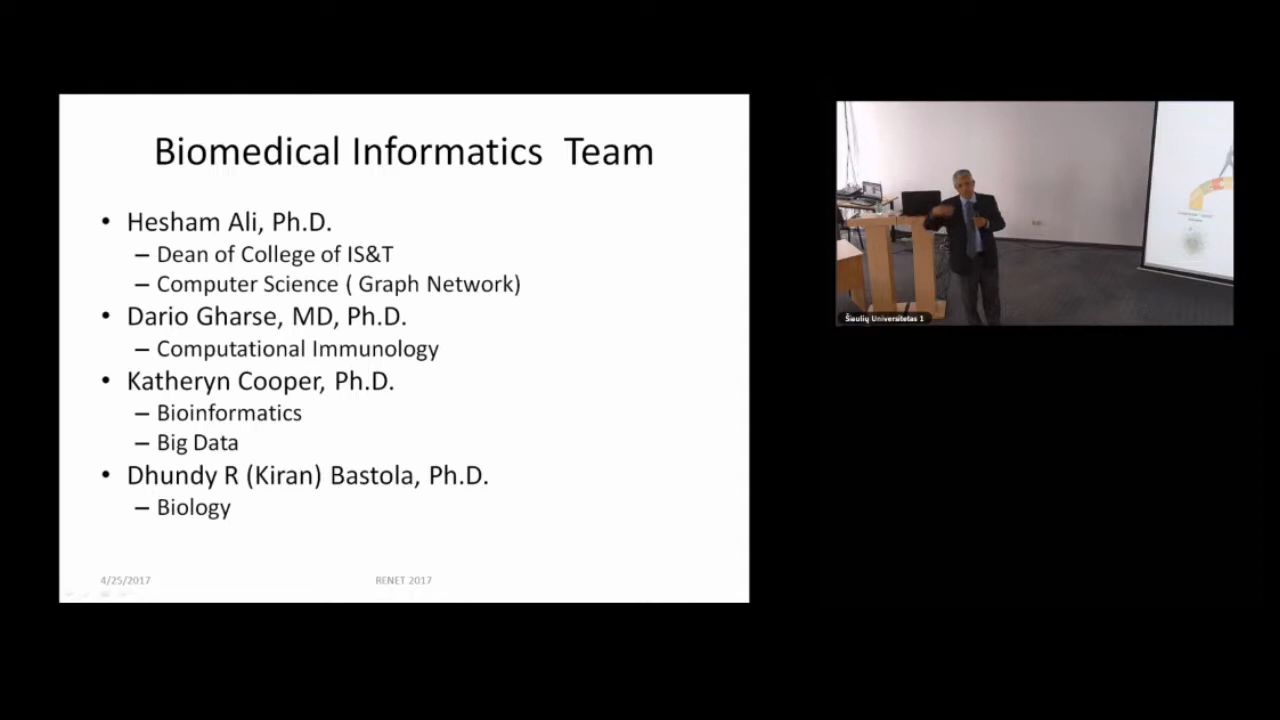 Biomedical Informatics Team
• Hesham Ali, Ph.D.
– Dean of College of IS&T
– Computer Science ( Graph Network)
• Dario Gharse, MD, Ph.D.
– Computational Immunology
• Katheryn Cooper, Ph.D.
– Bioinformatics
– Big Data
• Dhundy R (Kiran) Bastola, Ph.D.
– Biology
4/25/2017
RENET 2017
Šiaulių Universitetas 1